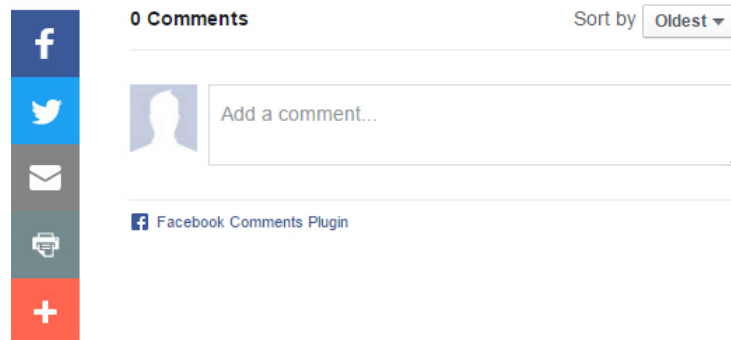 0 Comments Sort by Oldest
Add a comment...
Facebook Comments Plugin